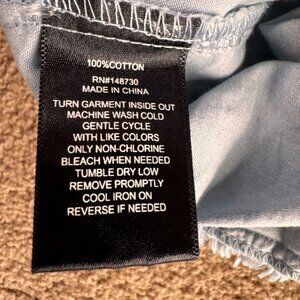 100%COTTON
RN#148730
MADE IN CHINA
TURN GARMENT INSIDE OUT
MACHINE WASH COLD
GENTLE CYCLE
WITH LIKE COLORS
ONLY NON-CHLORINE
BLEACH WHEN NEEDED
TUMBLE DRY LOW
REMOVE PROMPTLY
COOL IRON ON
REVERSE IF NEEDED